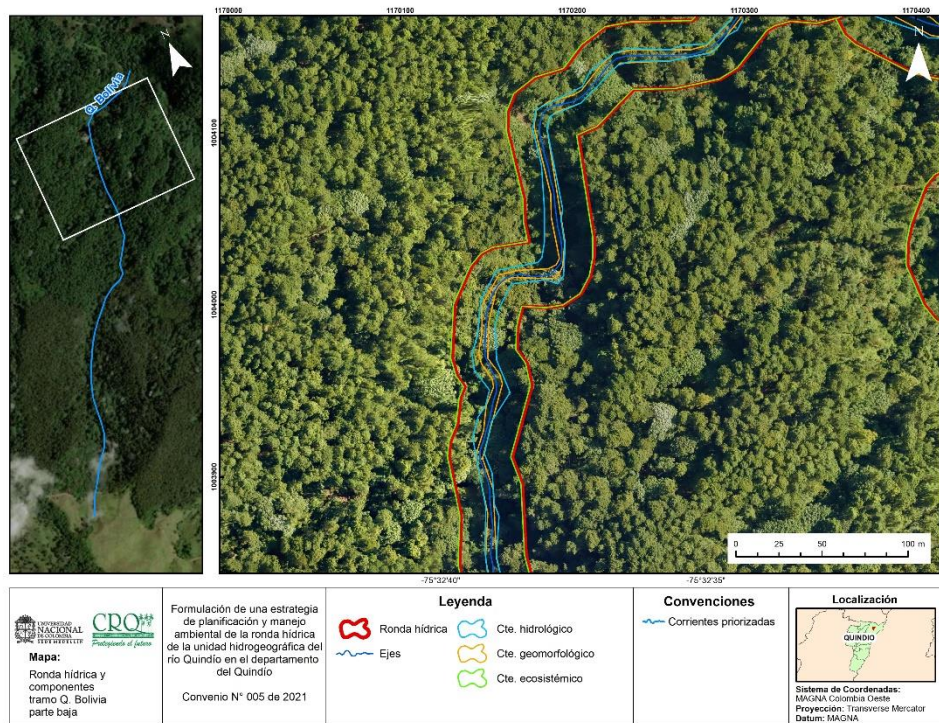 1170000
1170100
1170200
1170300
1170400
N
Q. Bolivia
N
1004100
1004000
1003900
0
25
50
100 m
-75°32'40"
-75°32'35"
UNIVERSIDAD
NACIONAL
DE COLOMBIA
SEDE MEDELLÍN
CRQ
Protegiendo el futuro
Mapa:
Ronda hídrica y
componentes
tramo Q. Bolivia
parte baja
Formulación de una estrategia
de planificación y manejo
ambiental de la ronda hídrica
de la unidad hidrogeográfica del
río Quindío en el departamento
del Quindío
Convenio N° 005 de 2021
Leyenda
Ronda hídrica
Ejes
Cte. hidrológico
Cte. geomorfológico
Cte. ecosistémico
Convenciones
Corrientes priorizadas
Localización
QUINDIO
Sistema de Coordenadas:
MAGNA Colombia Oeste
Proyección: Transverse Mercator
Datum: MAGNA